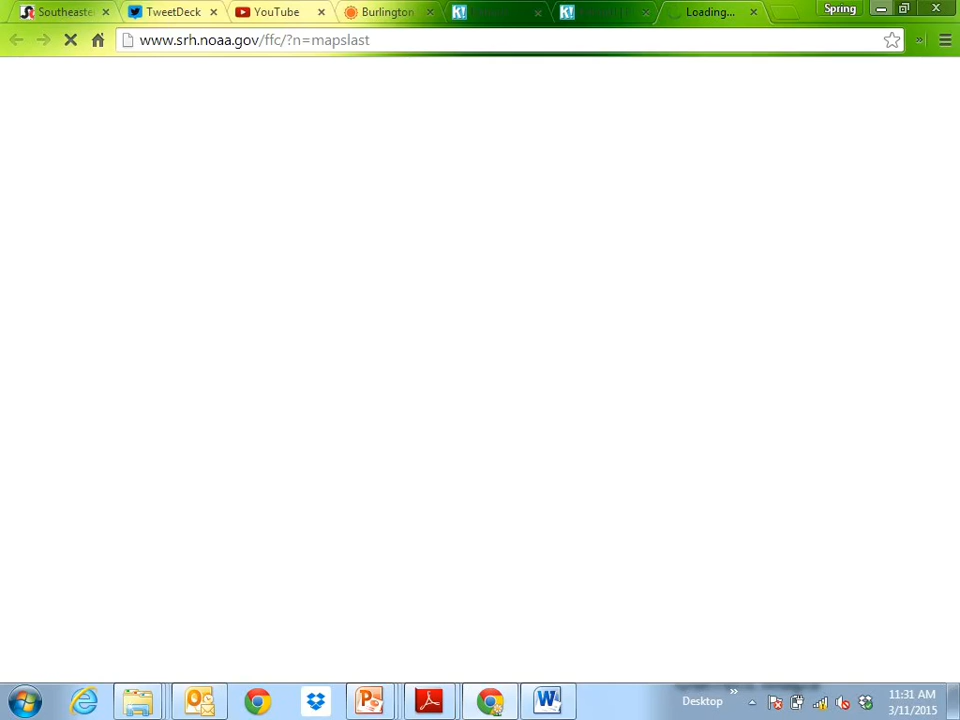 Southeaste
TweetDeck
YouTube
Burlington
Loading...
Spring
www.srh.noaa.gov/ffc/?n=mapslast
Desktop
11:31 AM
3/11/2015